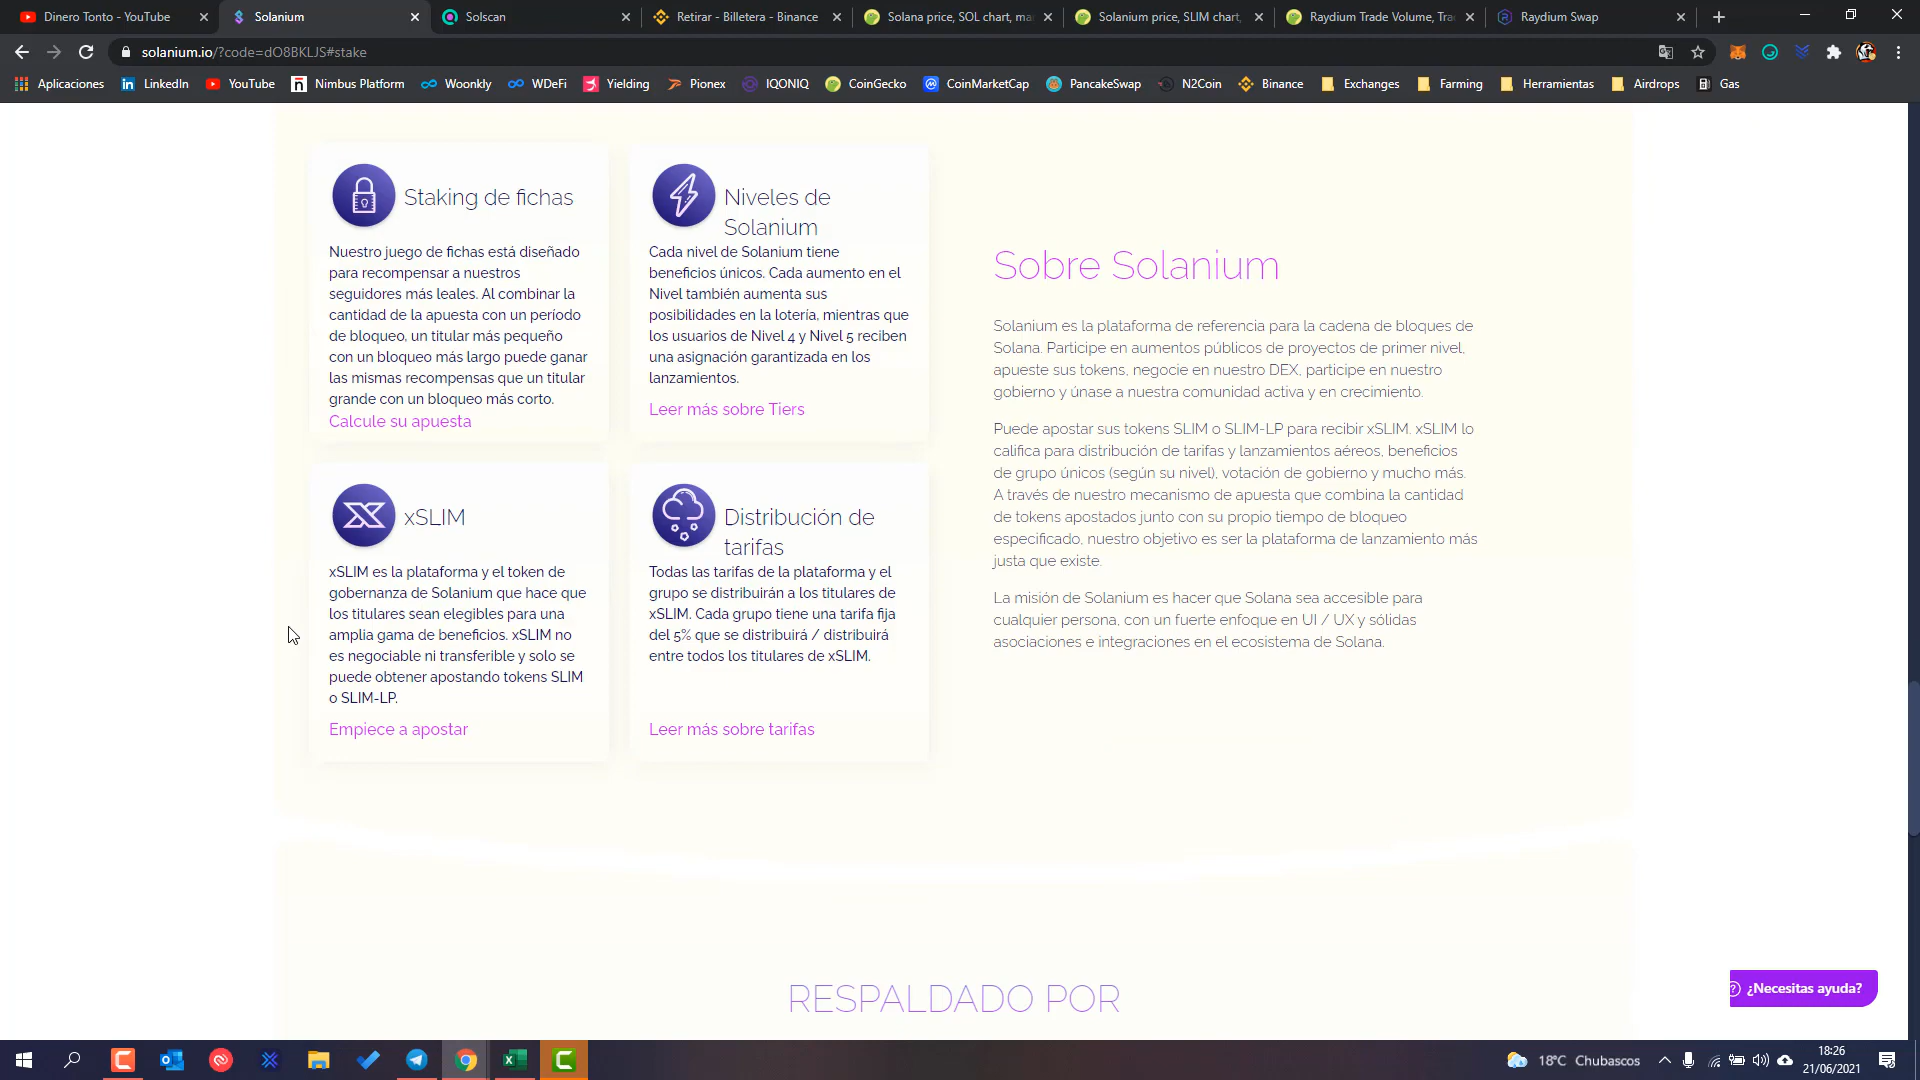 Dinero Tonto - YouTube
Solanium
Solscan
Retirar - Billetera - Binance
Solana price, SOL chart, ma
Solanium price, SLIM chart,
Raydium Trade Volume, Tra
Raydium Swap
solanium.io/?code=dO8BKLJS#stake
Aplicaciones
LinkedIn
YouTube
Nimbus Platform
Woonkly
WDeFi
Yielding
Pionex
IQONIQ
CoinGecko
CoinMarketCap
PancakeSwap
N2Coin
Binance
Exchanges
Farming
Herramientas
Airdrops
Gas
Staking de fichas
Nuestro juego de fichas está diseñado
para recompensar a nuestros
seguidores más leales. Al combinar la
cantidad de la apuesta con un período
de bloqueo, un titular más pequeño
con un bloqueo más largo puede ganar
las mismas recompensas que un titular
grande con un bloqueo más corto.
Calcule su apuesta
Niveles de
Solanium
Cada nivel de Solanium tiene
beneficios únicos. Cada aumento en el
Nivel también aumenta sus
posibilidades en la lotería, mientras que
los usuarios de Nivel 4 y Nivel 5 reciben
una asignación garantizada en los
lanzamientos.
Leer más sobre Tiers
xSLIM
xSLIM es la plataforma y el token de
gobernanza de Solanium que hace que
los titulares sean elegibles para una
amplia gama de beneficios. xSLIM no
es negociable ni transferible y solo se
puede obtener apostando tokens SLIM
o SLIM-LP.
Empiece a apostar
Distribución de
tarifas
Todas las tarifas de la plataforma y el
grupo se distribuirán a los titulares de
xSLIM. Cada grupo tiene una tarifa fija
del 5% que se distribuirá / distribuirá
entre todos los titulares de xSLIM.
Leer más sobre tarifas
Sobre Solanium
Solanium es la plataforma de referencia para la cadena de bloques de
Solana. Participe en aumentos públicos de proyectos de primer nivel,
apueste sus tokens, negocie en nuestro DEX, participe en nuestro
gobierno y únase a nuestra comunidad activa y en crecimiento.
Puede apostar sus tokens SLIM o SLIM-LP para recibir xSLIM. xSLIM lo
califica para distribución de tarifas y lanzamientos aéreos, beneficios
de grupo únicos (según su nivel), votación de gobierno y mucho más.
A través de nuestro mecanismo de apuesta que combina la cantidad
de tokens apostados junto con su propio tiempo de bloqueo
especificado, nuestro objetivo es ser la plataforma de lanzamiento más
justa que existe.
La misión de Solanium es hacer que Solana sea accesible para
cualquier persona, con un fuerte enfoque en UI / UX y sólidas
asociaciones e integraciones en el ecosistema de Solana.
RESPALDADO POR
¿Necesitas ayuda?
18°C Chubascos
18:26
21/06/2021